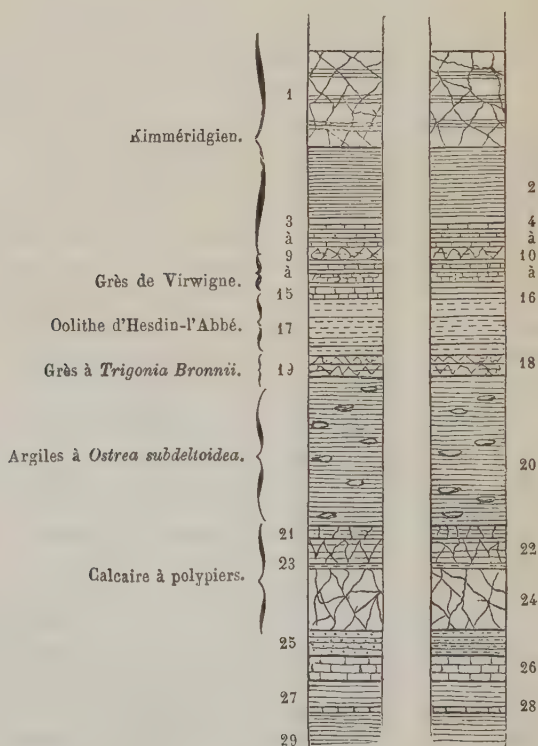 1
Kimméridgien.
2
3 4
à à
9 10
à à
Grès de Virwigne.
15 16
Oolithe d'Hesdin-l'Abbé. 17
18
Grès à Trigonia Bronnii. 19
Argiles à Ostrea subdeltoidea.
20
21
22
23
Calcaire à polypiers.
24
25
26
27
28
29